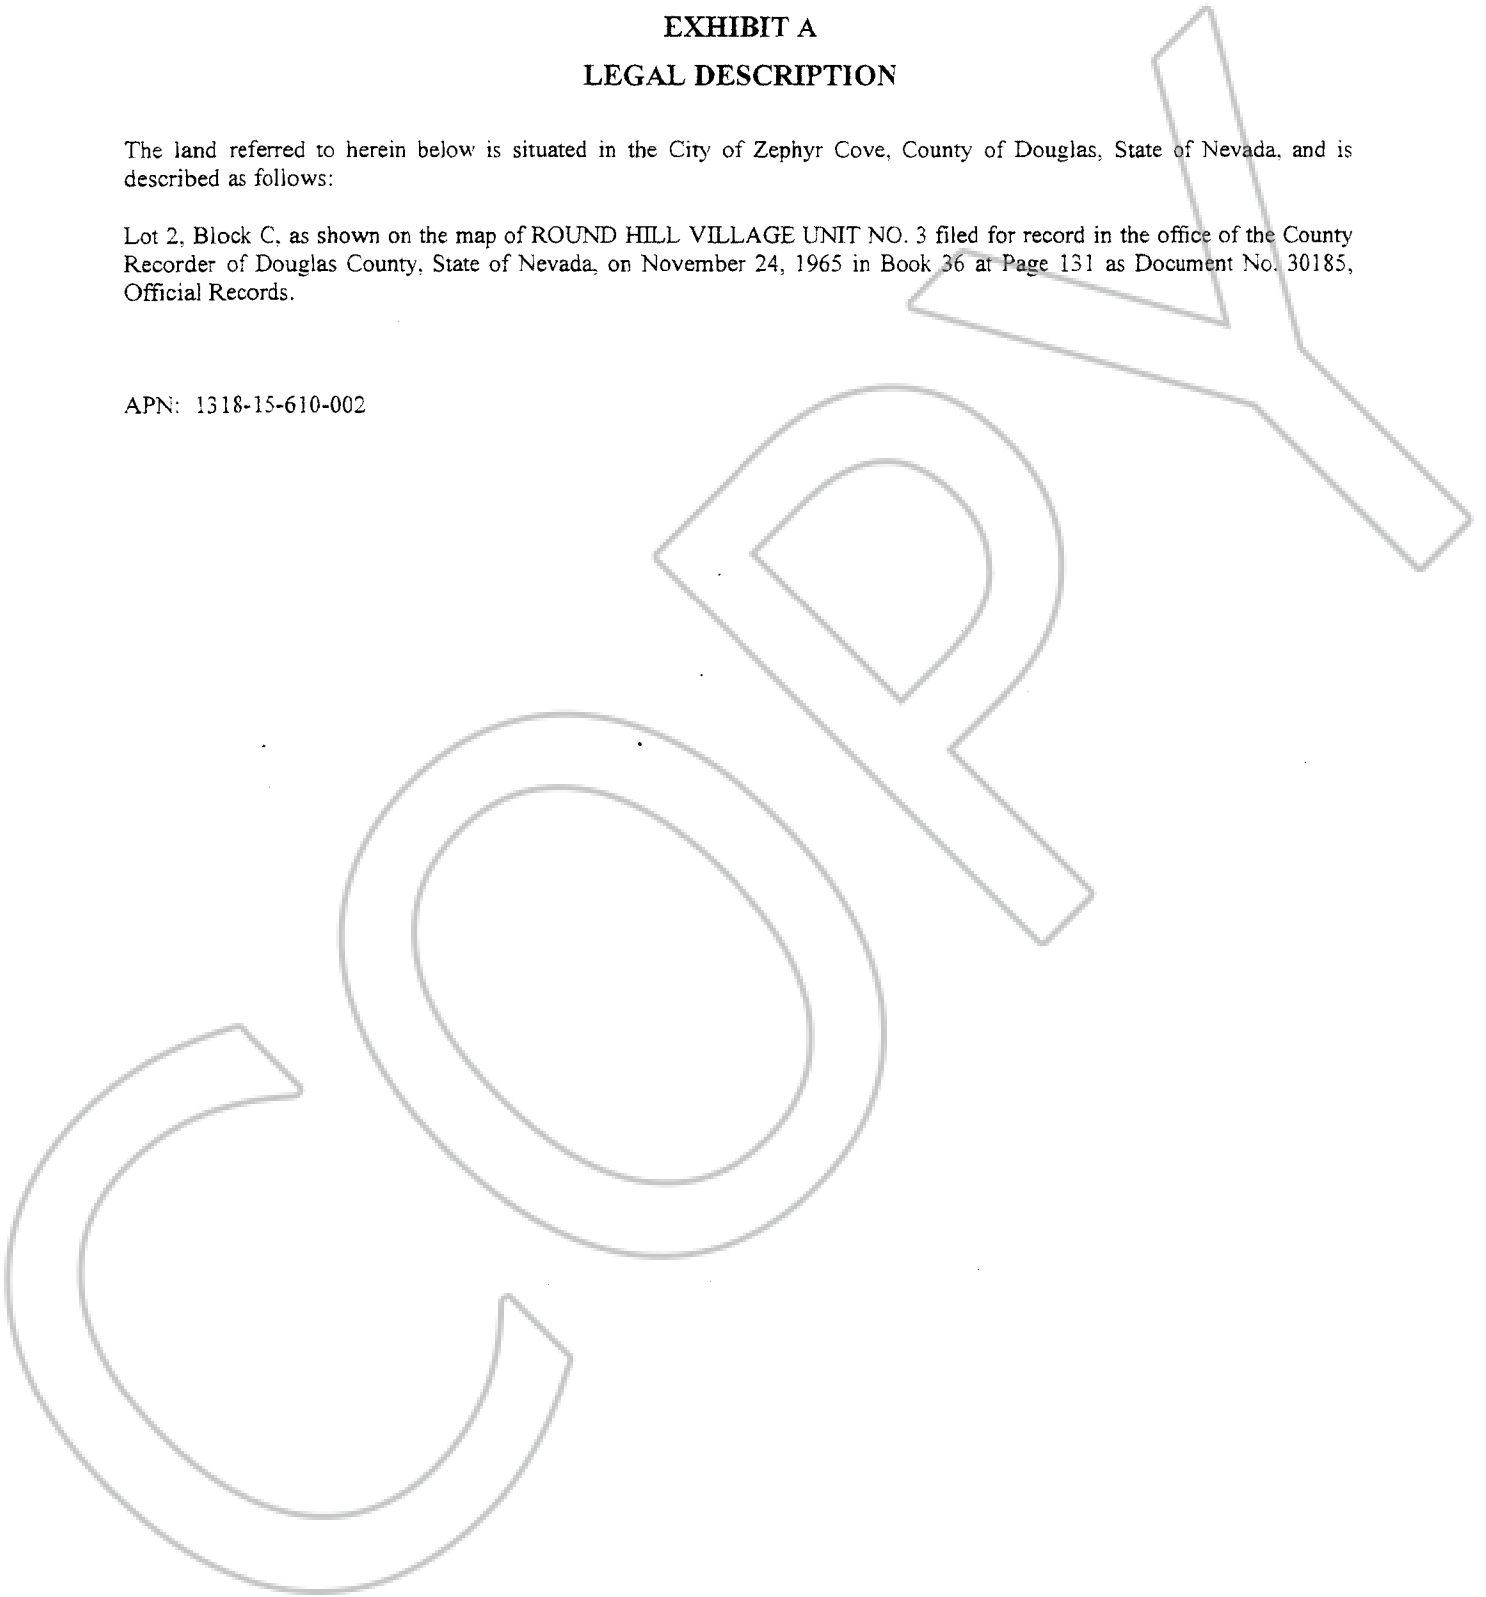 EXHIBIT A
LEGAL DESCRIPTION
The land referred to herein below is situated in the City of Zephyr Cove, County of Douglas, State of Nevada, and is
described as follows:
Lot 2, Block C, as shown on the map of ROUND HILL VILLAGE UNIT NO. 3 filed for record in the office of the County
Recorder of Douglas County, State of Nevada, on November 24, 1965 in Book 36 at Page 131 as Document No. 30185,
Official Records.
APN: 1318-15-610-002
COPY